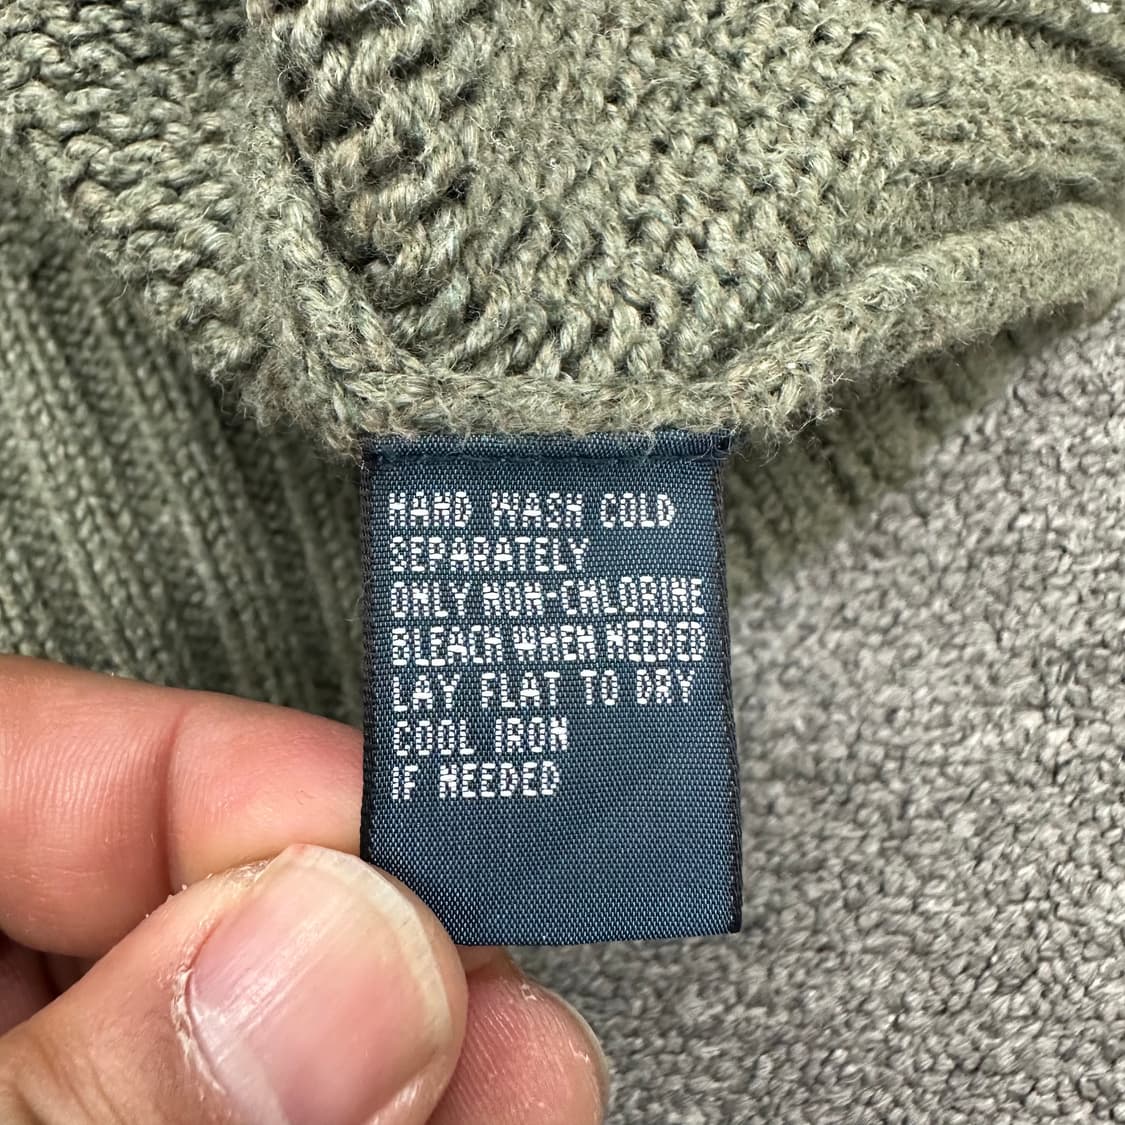 HAND WASH COLD
SEPARATELY
ONLY NON-CHLORINE
BLEACH WHEN NEEDED
LAY FLAT TO DRY
COOL IRON
IF NEEDED